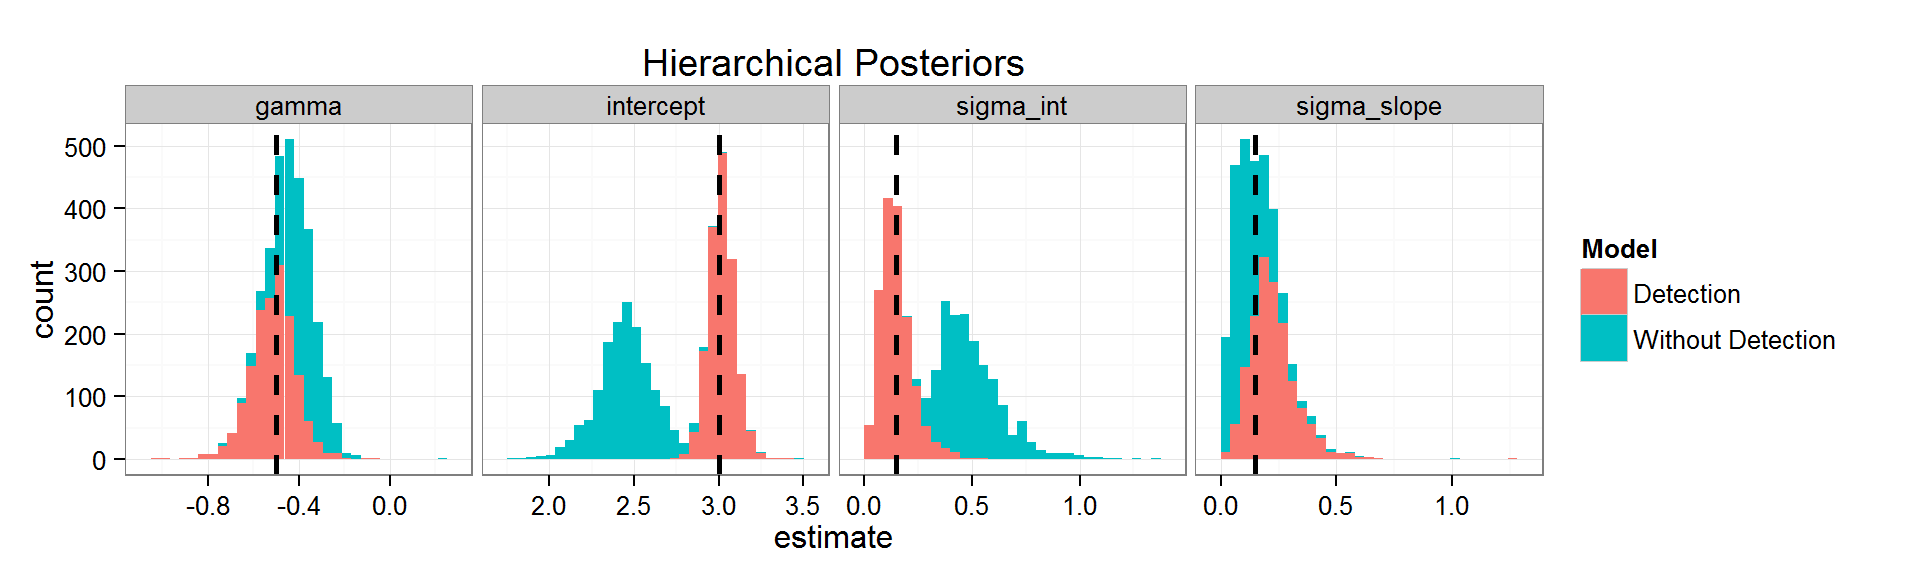 Hierarchical Posteriors
gamma intercept sigma_int sigma_slope
count
500
400
300
200
100
0
-0.8 -0.4 0.0 2.0 2.5 3.0 3.5 0.0 0.5 1.0 0.0 0.5 1.0
estimate
Model
Detection
Without Detection